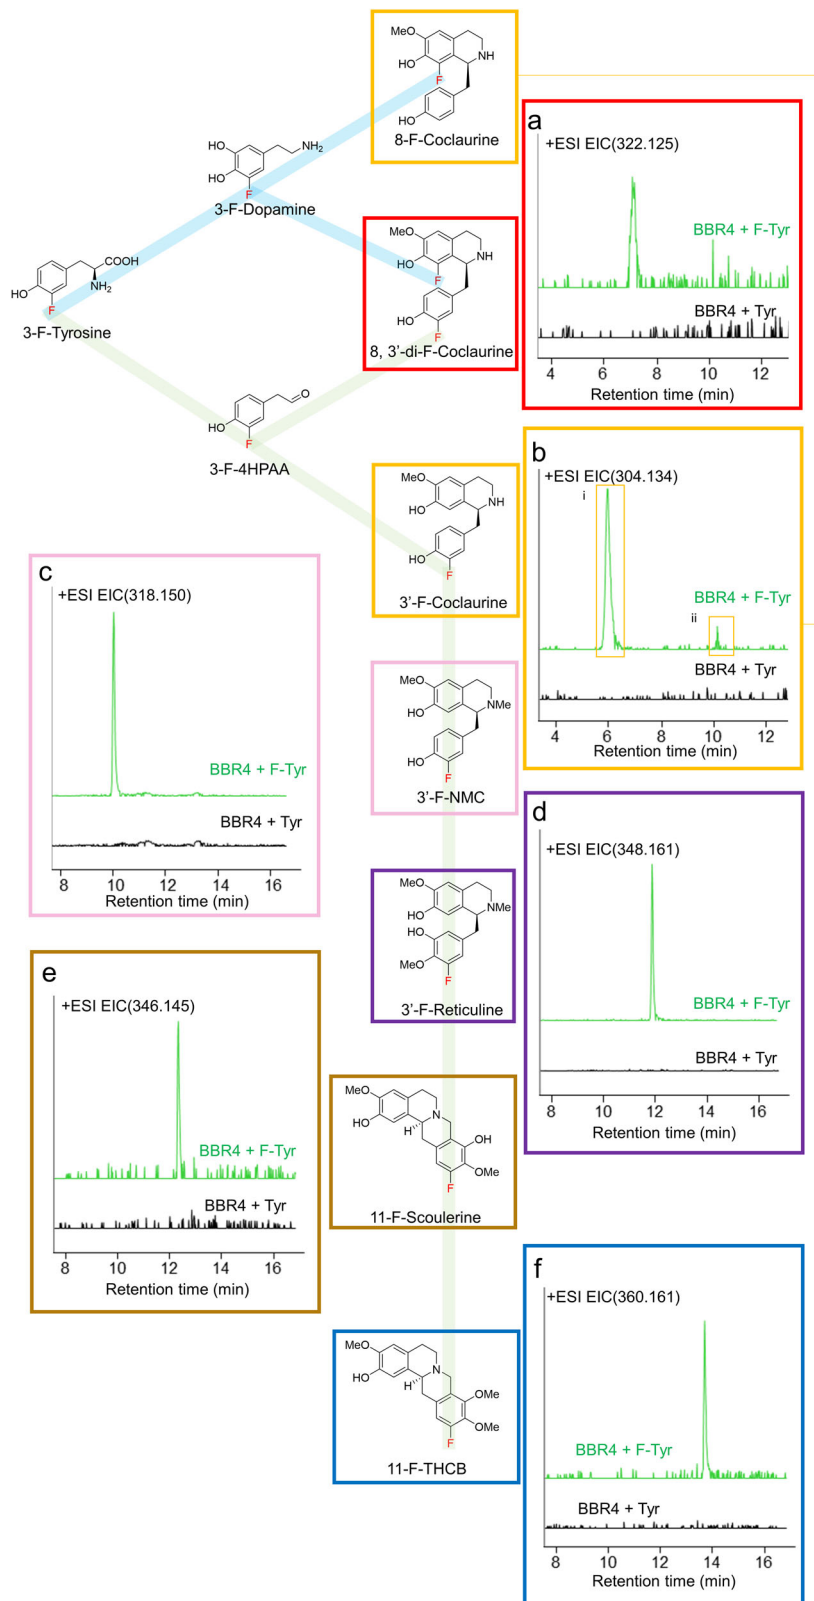 MeO
HO
NH
F
HO
8-F-Coclaurine
a
+ESI EIC(322.125)
BBR4 + F-Tyr
BBR4 + Tyr
4 6 8 10 12
Retention time (min)
HO
NH2
HO
F
3-F-Dopamine
MeO
HO
NH
F
HO
F
8, 3'-di-F-Coclaurine
COOH
NH2
HO
F
3-F-Tyrosine
O
HO
F
3-F-4HPAA
b
+ESI EIC(304.134)
i
BBR4 + F-Tyr
ii
BBR4 + Tyr
4 6 8 10 12
Retention time (min)
MeO
HO
NH
HO
F
3'-F-Coclaurine
c
+ESI EIC(318.150)
BBR4 + F-Tyr
BBR4 + Tyr
8 10 12 14 16
Retention time (min)
MeO
HO
NMe
HO
F
3'-F-NMC
d
+ESI EIC(348.161)
BBR4 + F-Tyr
BBR4 + Tyr
8 10 12 14 16
Retention time (min)
MeO
HO
NMe
HO
MeO
F
3'-F-Reticuline
e
+ESI EIC(346.145)
BBR4 + F-Tyr
BBR4 + Tyr
8 10 12 14 16
Retention time (min)
MeO
HO
N
H
OH
OMe
F
11-F-Scoulerine
f
+ESI EIC(360.161)
BBR4 + F-Tyr
BBR4 + Tyr
8 10 12 14 16
Retention time (min)
MeO
HO
N
H
OMe
OMe
F
11-F-THCB